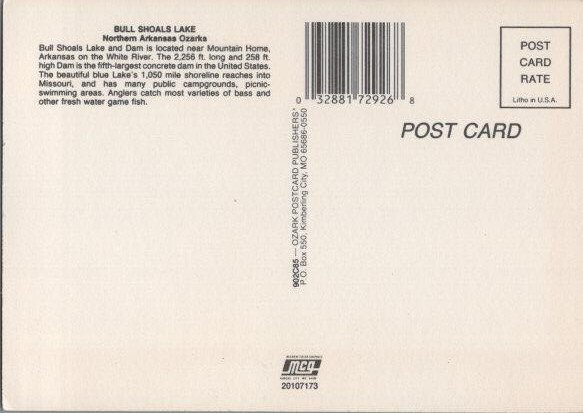 BULL SHOALS LAKE
Northern Arkansas Ozarks
Bull Shoals Lake and Dam is located near Mountain Home,
Arkansas on the White River. The 2,256 ft. long and 258 ft.
high Dam is the fifth-largest concrete dam in the United States.
The beautiful blue Lake's 1,050 mile shoreline reaches into
Missouri, and has many public campgrounds, picnic-
swimming areas. Anglers catch most varieties of bass and
other fresh water game fish.
0 32881 72926 8
POST
CARD
RATE
Litho in U.S.A.
POST CARD
902C85 — OZARK POSTCARD PUBLISHERS®
P.O. Box 550, Kimberling City, MO 65686-0550
mcg
20107173